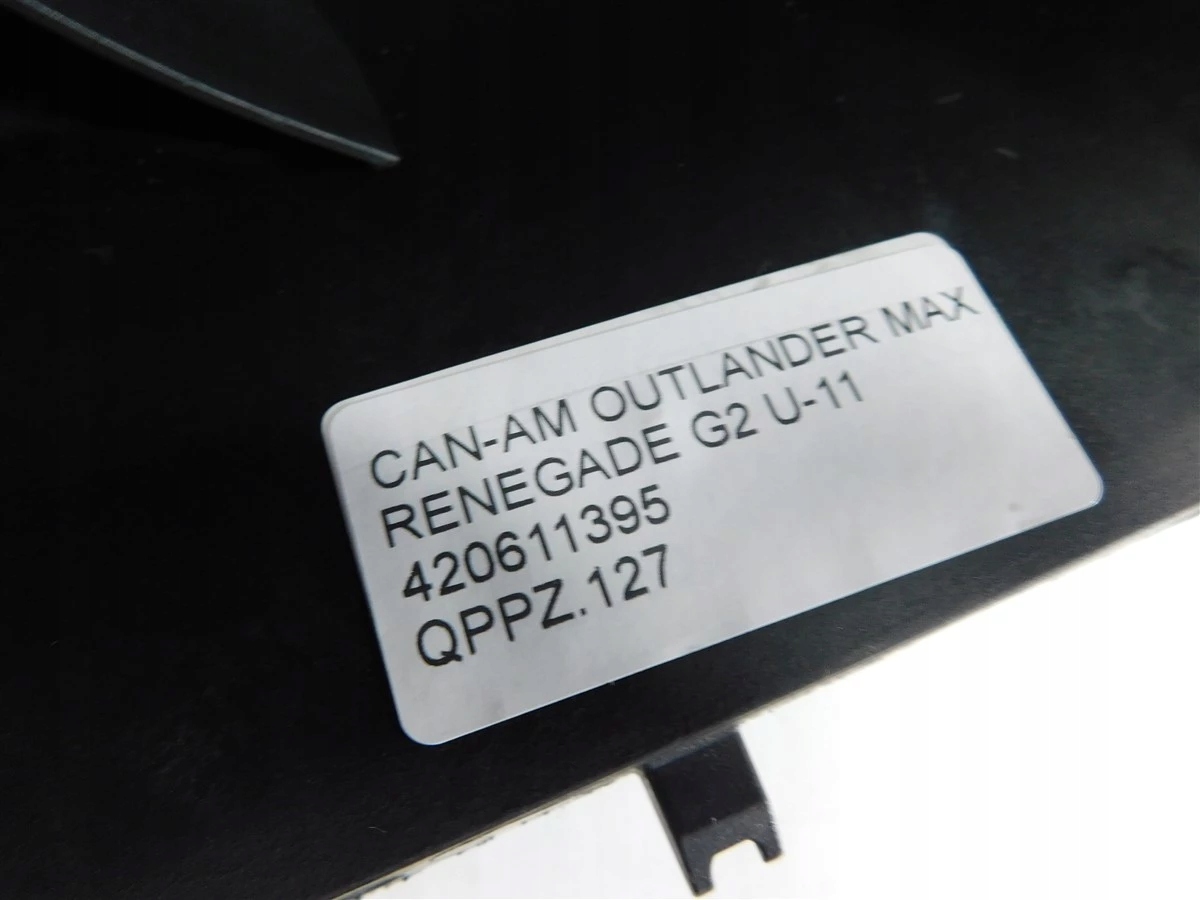 CAN-AM OUTLANDER MAX
RENEGADE G2 U-11
420611395
QPPZ.127